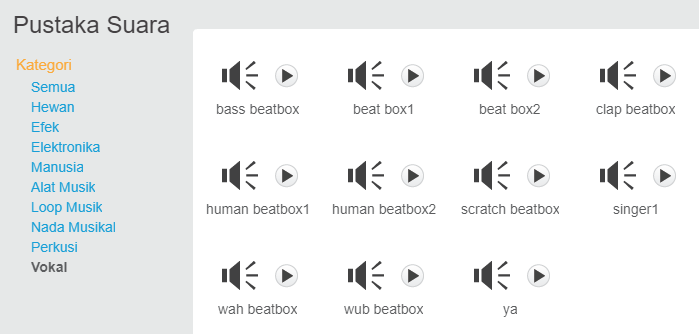 Pustaka Suara
Kategori
Semua
Hewan
Efek
Elektronika
Manusia
Alat Musik
Loop Musik
Nada Musikal
Perkusi
Vokal
bass beatbox beat box1 beat box2 clap beatbox
human beatbox1 human beatbox2 scratch beatbox singer1
wah beatbox wub beatbox ya